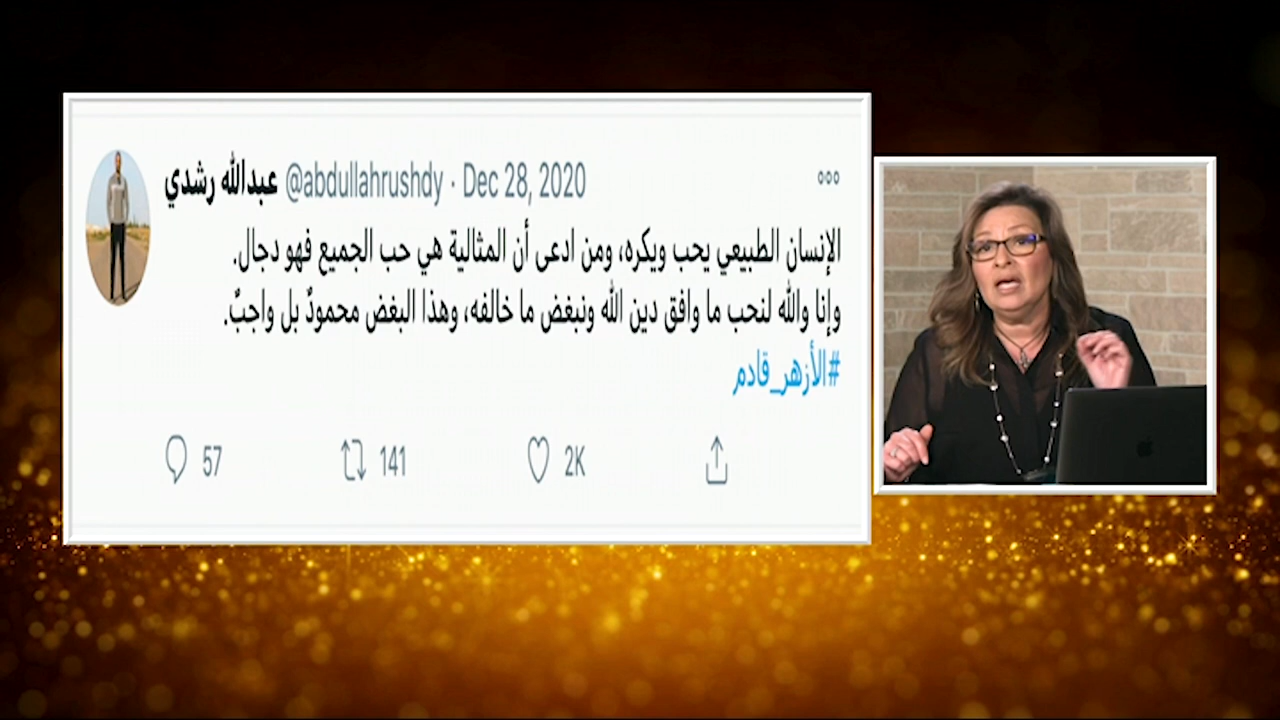 عبدالله رشدي @abdullahrushdy · Dec 28, 2020
الإنسان الطبيعي يحب ويكره، ومن ادعى أن المثالية هي حب الجميع فهو دجال.
وإنا والله لنحب ما وافق دين الله ونبغض ما خالفه، وهذا البغض محمودٌ بل واجبٌ.
#الأزهر_قادم
57 141 2K